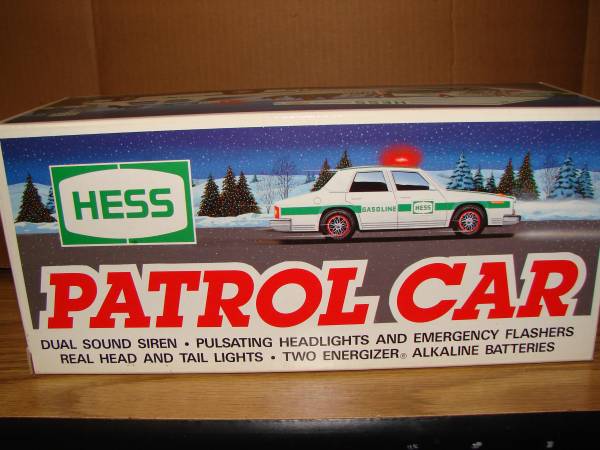 HESS
HESS
GASOLINE HESS
PATROL CAR
DUAL SOUND SIREN • PULSATING HEADLIGHTS AND EMERGENCY FLASHERS
REAL HEAD AND TAIL LIGHTS • TWO ENERGIZER® ALKALINE BATTERIES